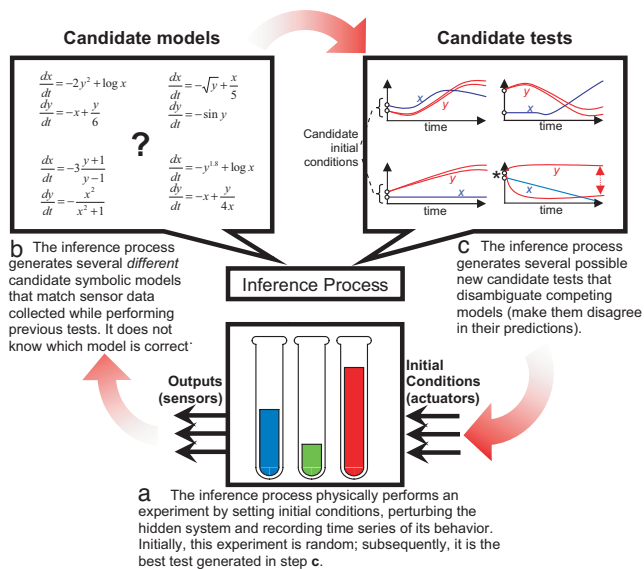 Candidate models
Candidate tests
dx/dt = -2y² + log x
dy/dt = -x + y/6
dx/dt = -√y + x/5
dy/dt = -sin y
?
dx/dt = -3 y+1/y-1
dy/dt = - x²/x²+1
dx/dt = -y^1.8 + log x
dy/dt = -x + y/4x
x
y
time
y
x
time
Candidate
initial
conditions
y
x
time
*
y
x
time
b The inference process
generates several different
candidate symbolic models
that match sensor data
collected while performing
previous tests. It does not
know which model is correct.
c The inference process
generates several possible
new candidate tests that
disambiguate competing
models (make them disagree
in their predictions).
Inference Process
Outputs
(sensors)
Initial
Conditions
(actuators)
a The inference process physically performs an
experiment by setting initial conditions, perturbing the
hidden system and recording time series of its behavior.
Initially, this experiment is random; subsequently, it is the
best test generated in step c.